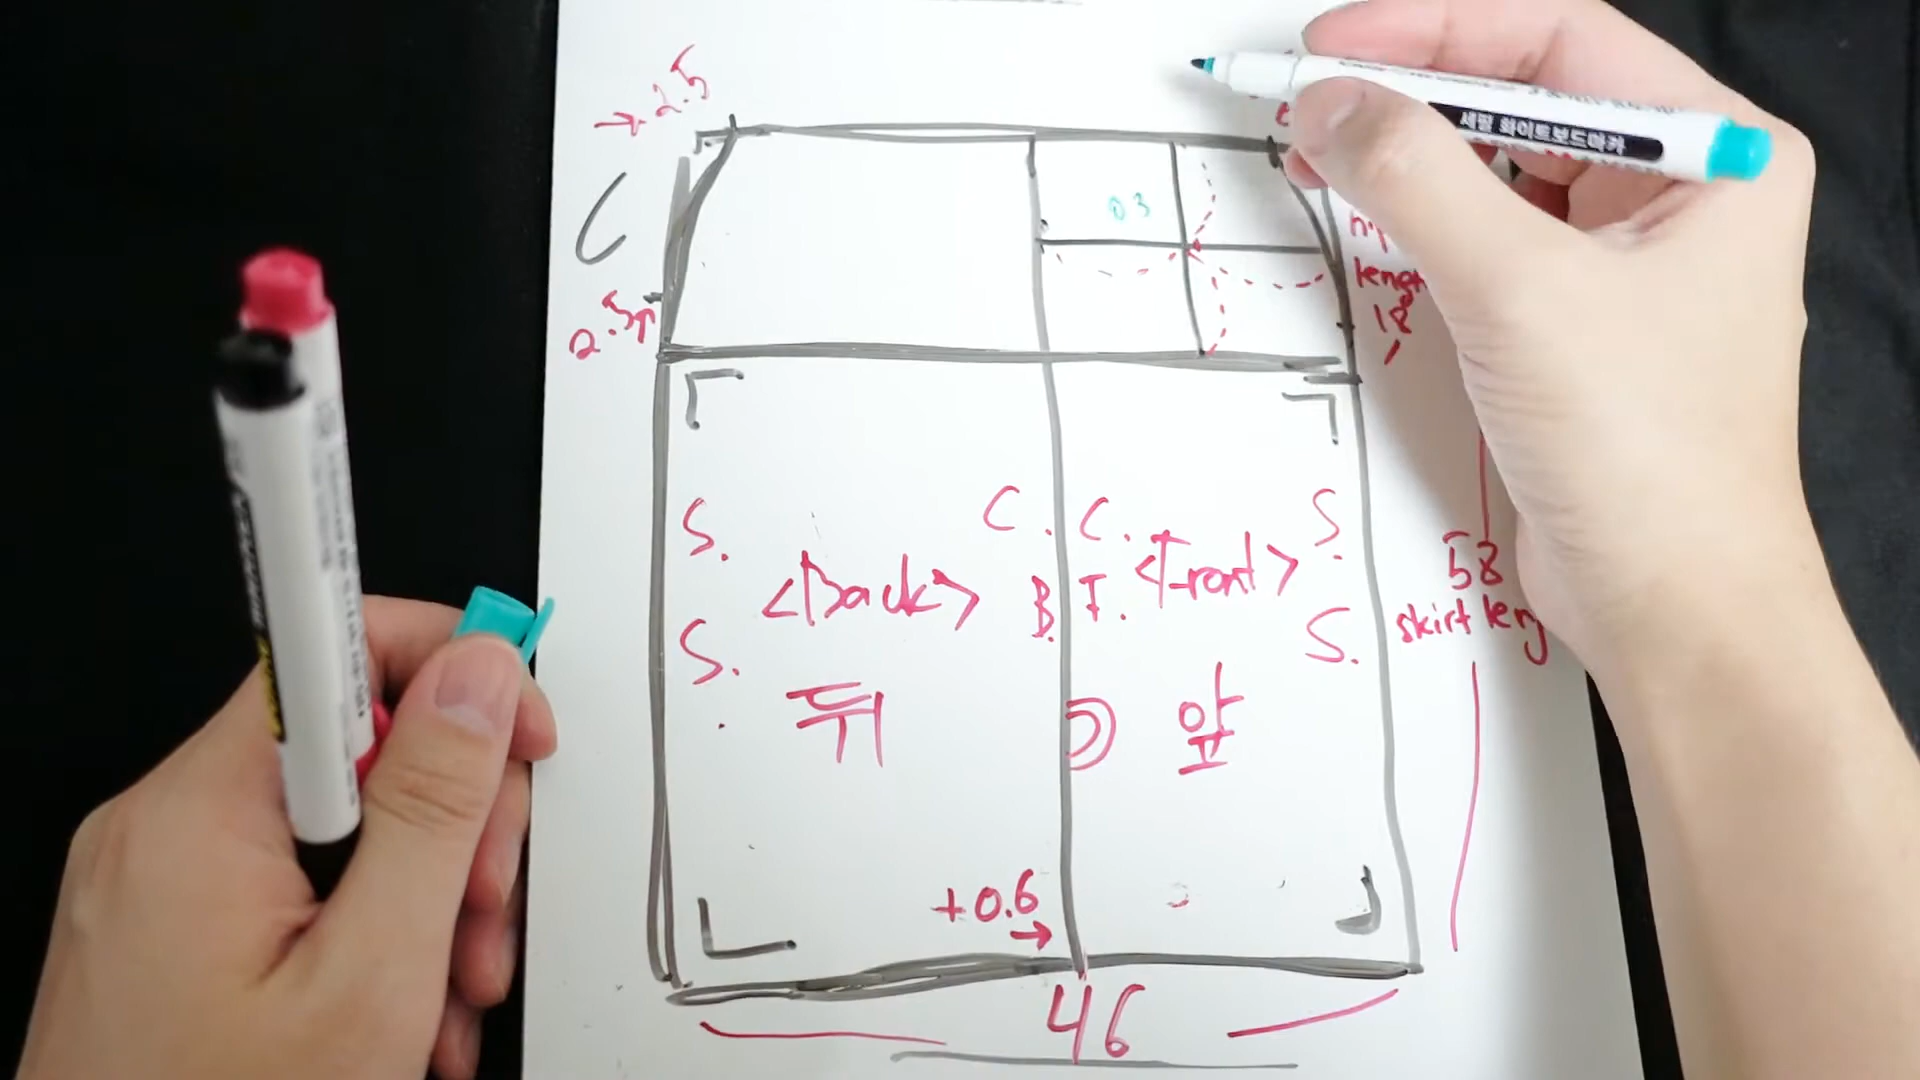 → 2.5
세필 화이트보드마카
03
2.5
length
18
S.
S.
<Back>
C.
B.
뒤
C.
F.
<Front>
앞
S.
S.
58
skirt leng
+0.6
→
46